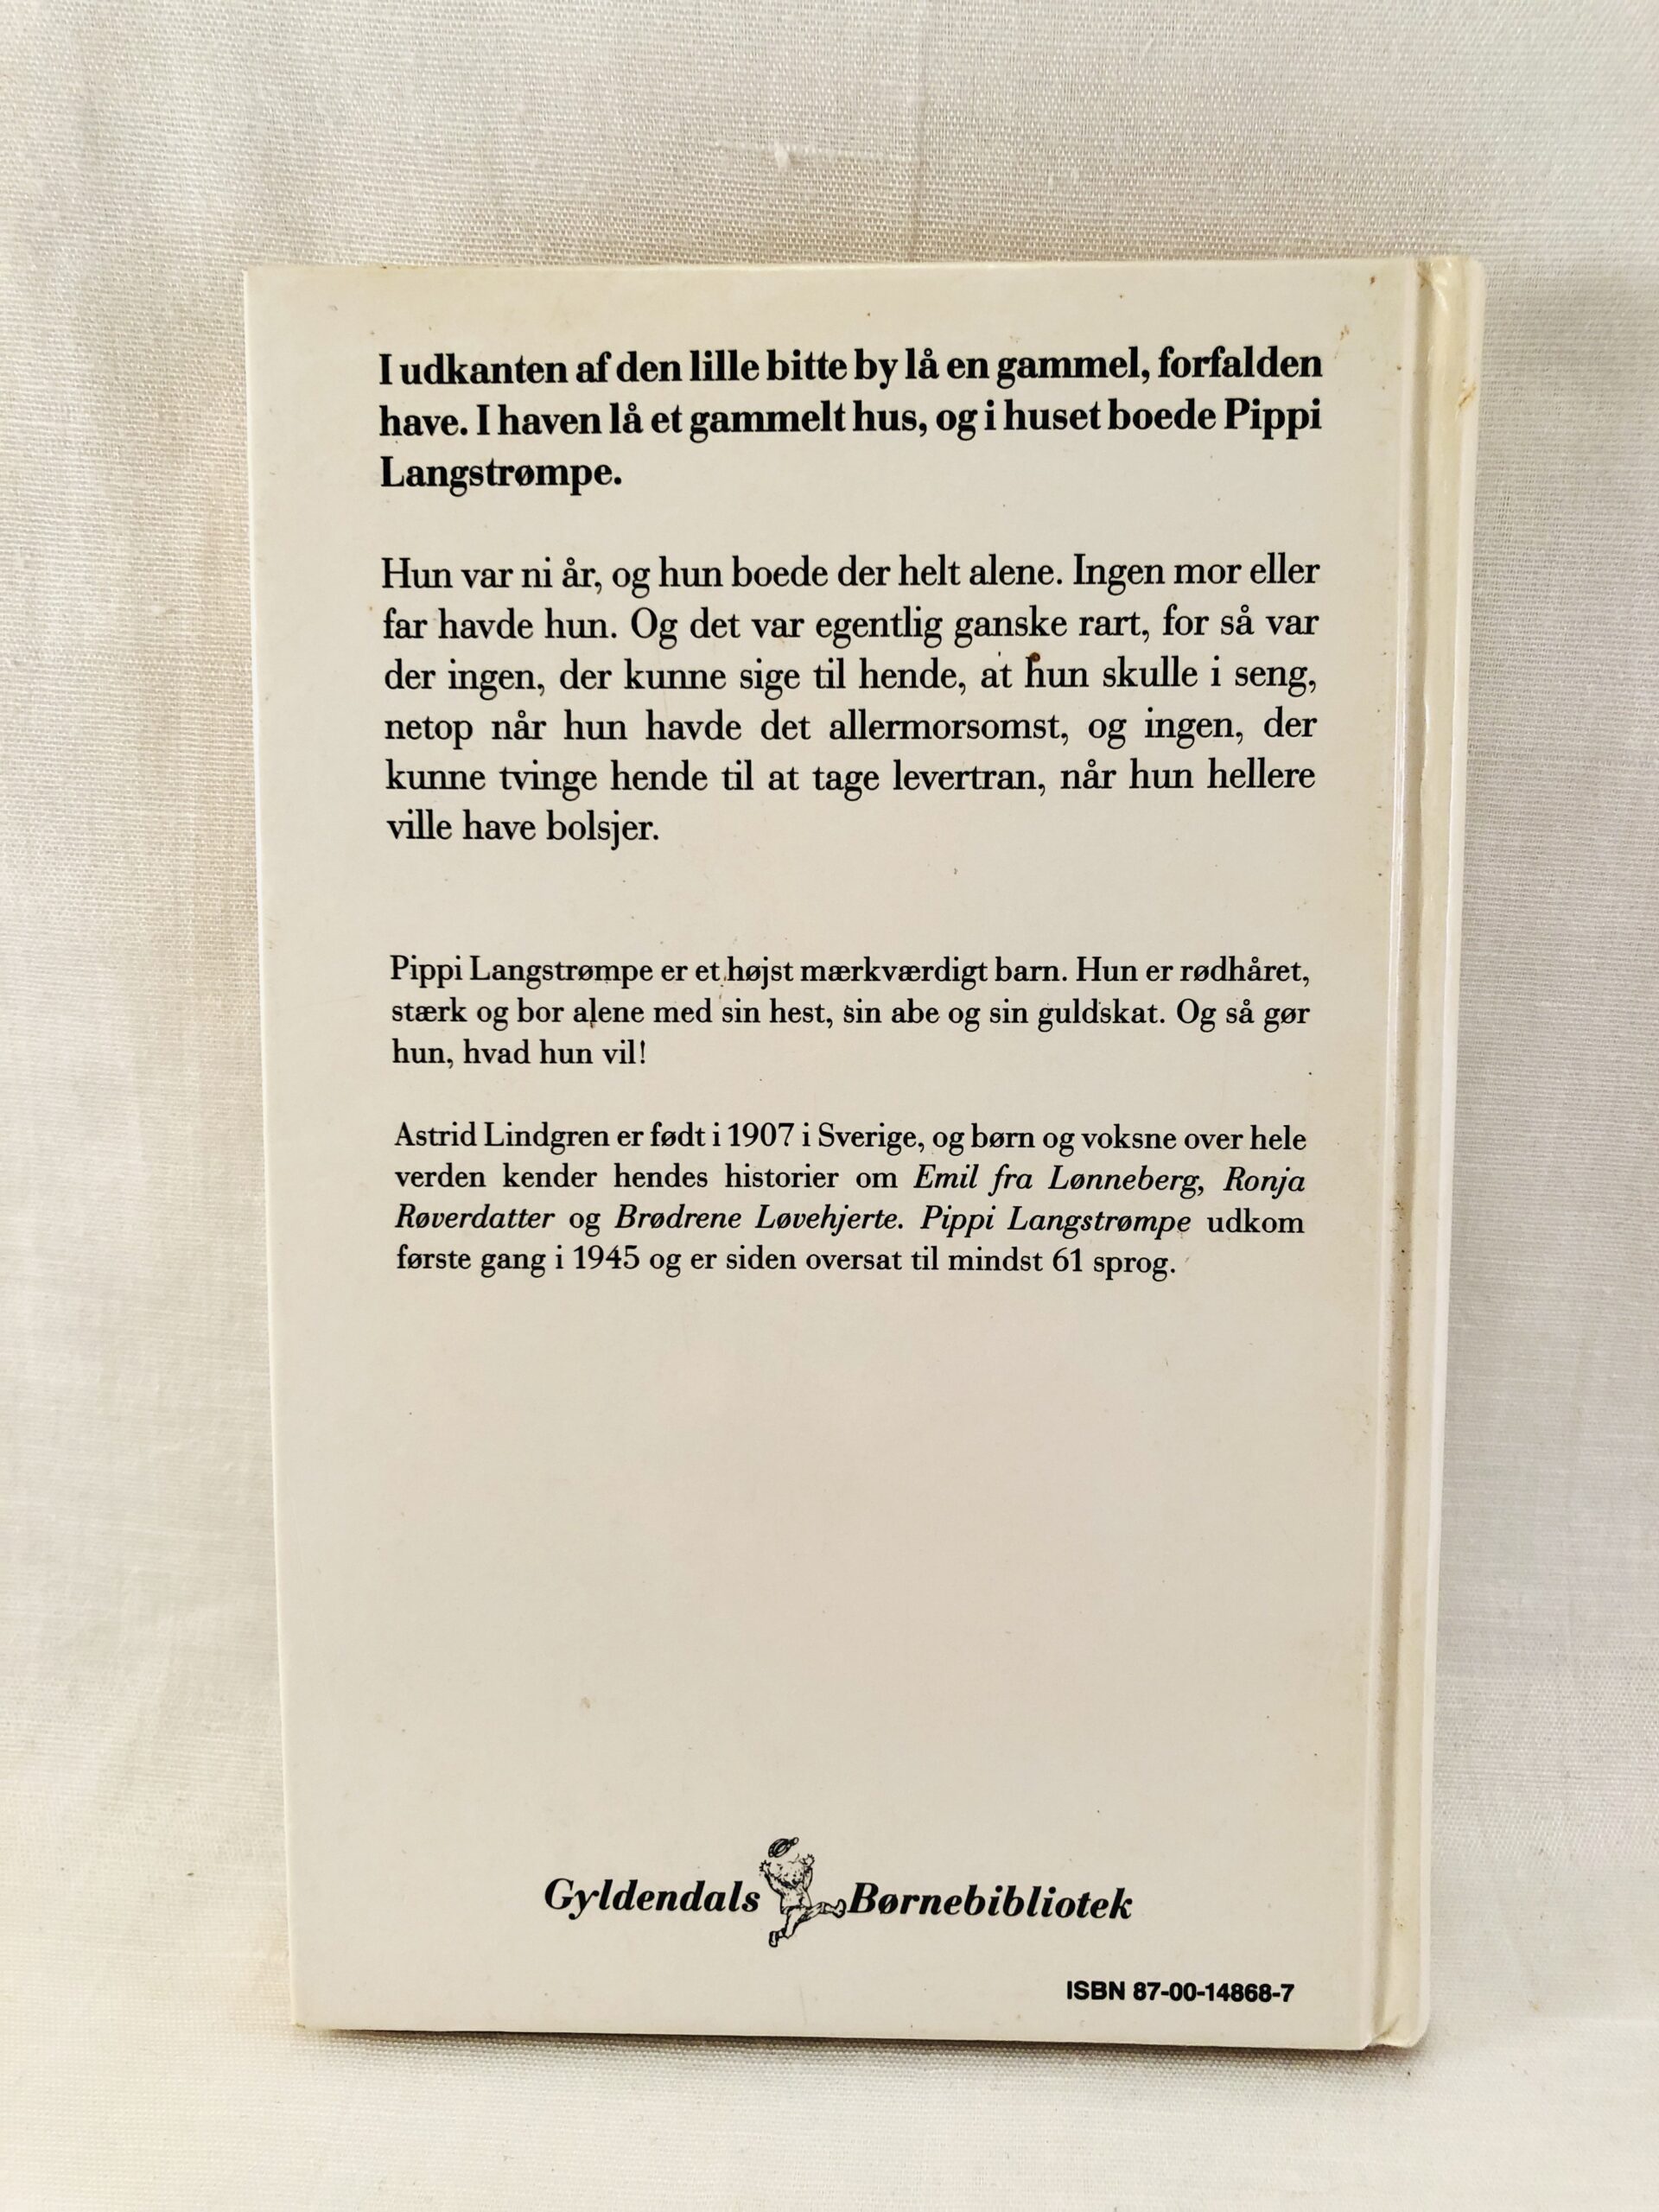 I udkanten af den lille bitte by lå en gammel, forfalden
have. I haven lå et gammelt hus, og i huset boede Pippi
Langstrømpe.
Hun var ni år, og hun boede der helt alene. Ingen mor eller
far havde hun. Og det var egentlig ganske rart, for så var
der ingen, der kunne sige til hende, at hun skulle i seng,
netop når hun havde det allermorsomst, og ingen, der
kunne tvinge hende til at tage levertran, når hun hellere
ville have bolsjer.
Pippi Langstrømpe er et højst mærkværdigt barn. Hun er rødhåret,
stærk og bor alene med sin hest, sin abe og sin guldskat. Og så gør
hun, hvad hun vil!
Astrid Lindgren er født i 1907 i Sverige, og børn og voksne over hele
verden kender hendes historier om Emil fra Lønneberg, Ronja
Røverdatter og Brødrene Løvehjerte. Pippi Langstrømpe udkom
første gang i 1945 og er siden oversat til mindst 61 sprog.
Gyldendals Børnebibliotek
ISBN 87-00-14868-7